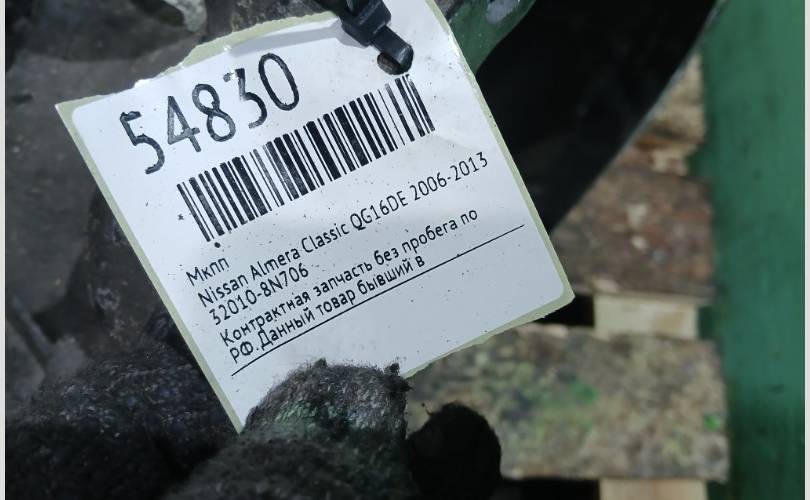 54830
Мкпп
Nissan Almera Classic QG16DE 2006-2013
32010-8N706
Контрактная запчасть без пробега по
РФ.Данный товар бывший в